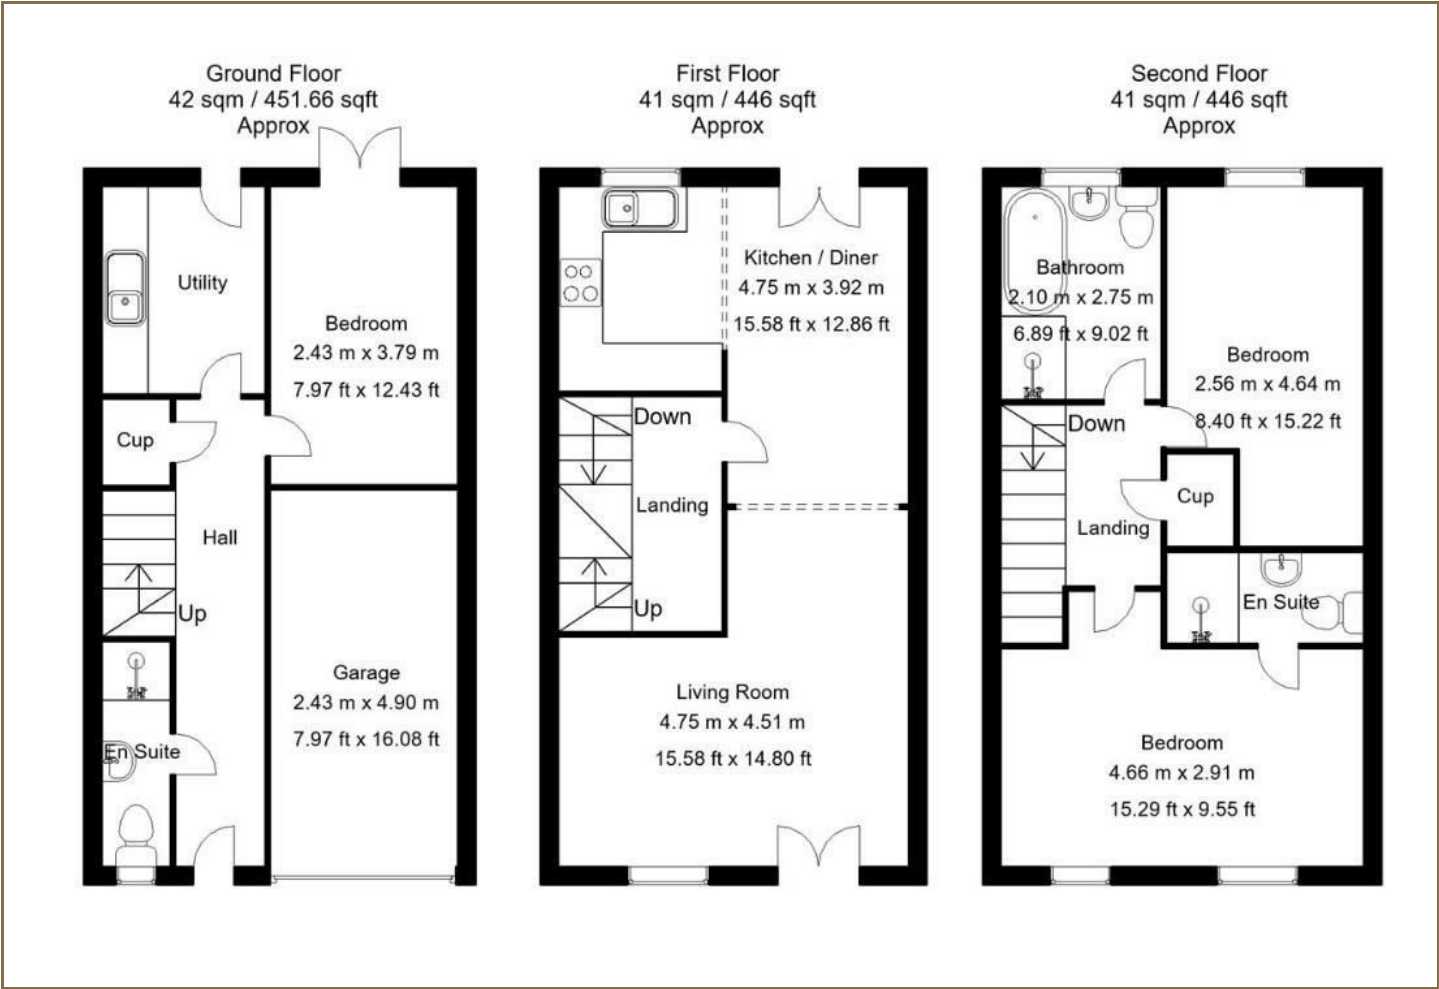 Ground Floor
42 sqm / 451.66 sqft
Approx
Utility
Bedroom
2.43 m x 3.79 m
7.97 ft x 12.43 ft
Cup
Hall
Up
Garage
2.43 m x 4.90 m
7.97 ft x 16.08 ft
En Suite
First Floor
41 sqm / 446 sqft
Approx
Kitchen / Diner
4.75 m x 3.92 m
15.58 ft x 12.86 ft
Down
Landing
Up
Living Room
4.75 m x 4.51 m
15.58 ft x 14.80 ft
Second Floor
41 sqm / 446 sqft
Approx
Bathroom
2.10 m x 2.75 m
6.89 ft x 9.02 ft
Bedroom
2.56 m x 4.64 m
8.40 ft x 15.22 ft
Down
Cup
Landing
En Suite
Bedroom
4.66 m x 2.91 m
15.29 ft x 9.55 ft